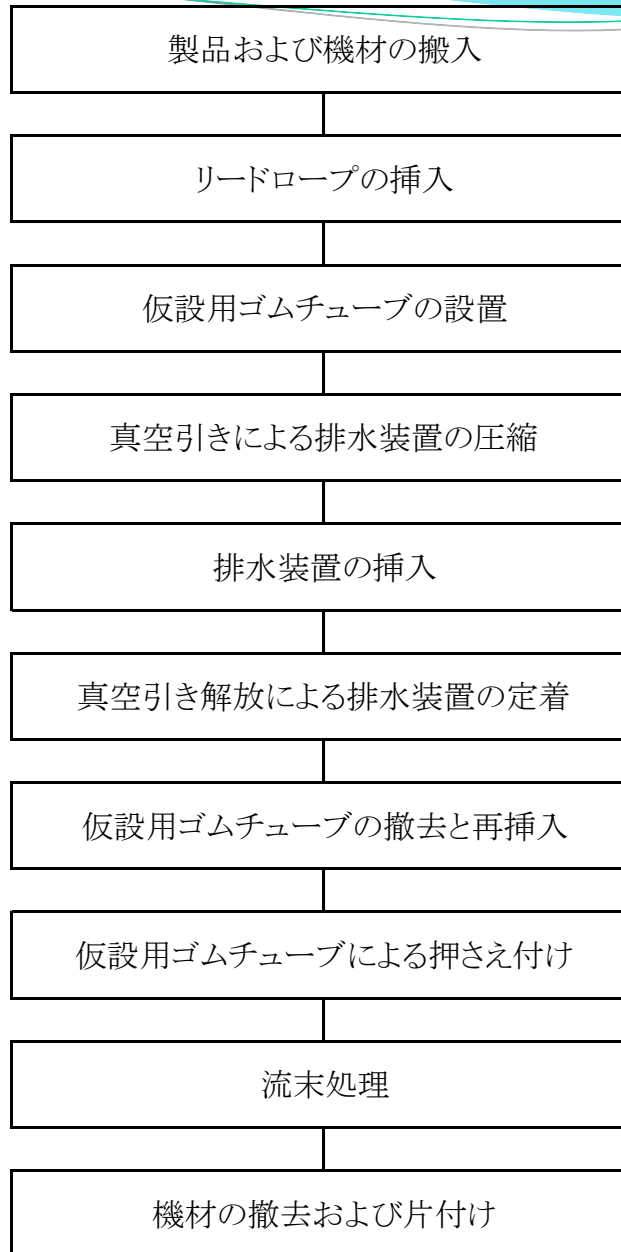 製品および機材の搬入
リードロープの挿入
仮設用ゴムチューブの設置
真空引きによる排水装置の圧縮
排水装置の挿入
真空引き解放による排水装置の定着
仮設用ゴムチューブの撤去と再挿入
仮設用ゴムチューブによる押さえ付け
流末処理
機材の撤去および片付け